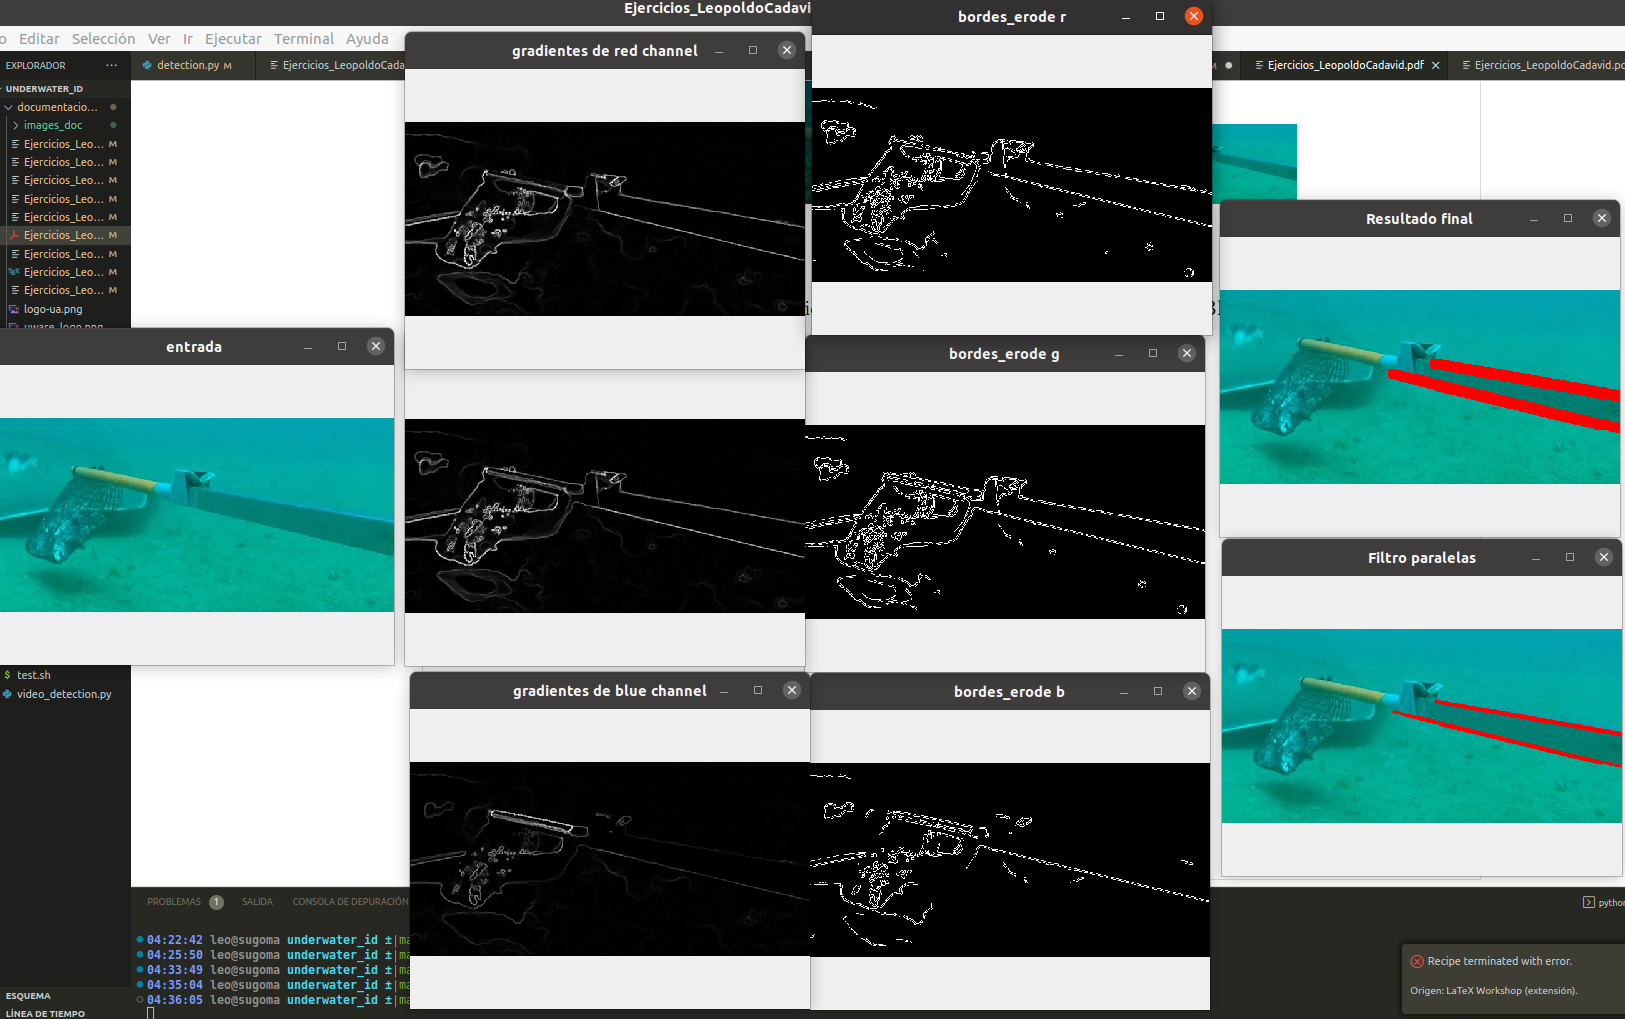 Ejercicios_LeopoldoCadavi
Editar Selección Ver Ir Ejecutar Terminal Ayuda
EXPLORADOR ···
detection.py M
Ejercicios_LeopoldoCada
M
Ejercicios_LeopoldoCadavid.pdf
Ejercicios_LeopoldoCadavid.po
UNDERWATER_ID
documentacio...
images_doc
Ejercicios_Leo... M
Ejercicios_Leo... M
Ejercicios_Leo... M
Ejercicios_Leo... M
Ejercicios_Leo... M
Ejercicios_Leo... M
Ejercicios_Leo... M
Ejercicios_Leo... M
Ejercicios_Leo... M
logo-ua.png
uware_logo.png
test.sh
video_detection.py
ESQUEMA
LÍNEA DE TIEMPO
gradientes de red channel
bordes_erode r
Resultado final
entrada
bordes_erode g
Filtro paralelas
gradientes de blue channel
bordes_erode b
PROBLEMAS 1 SALIDA CONSOLA DE DEPURACIÓN
04:22:42 leo@sugoma underwater_id ±|ma
04:25:50 leo@sugoma underwater_id ±|ma
04:33:49 leo@sugoma underwater_id ±|ma
04:35:04 leo@sugoma underwater_id ±|ma
04:36:05 leo@sugoma underwater_id ±|ma
pythor
Recipe terminated with error.
Origen: LaTeX Workshop (extensión).